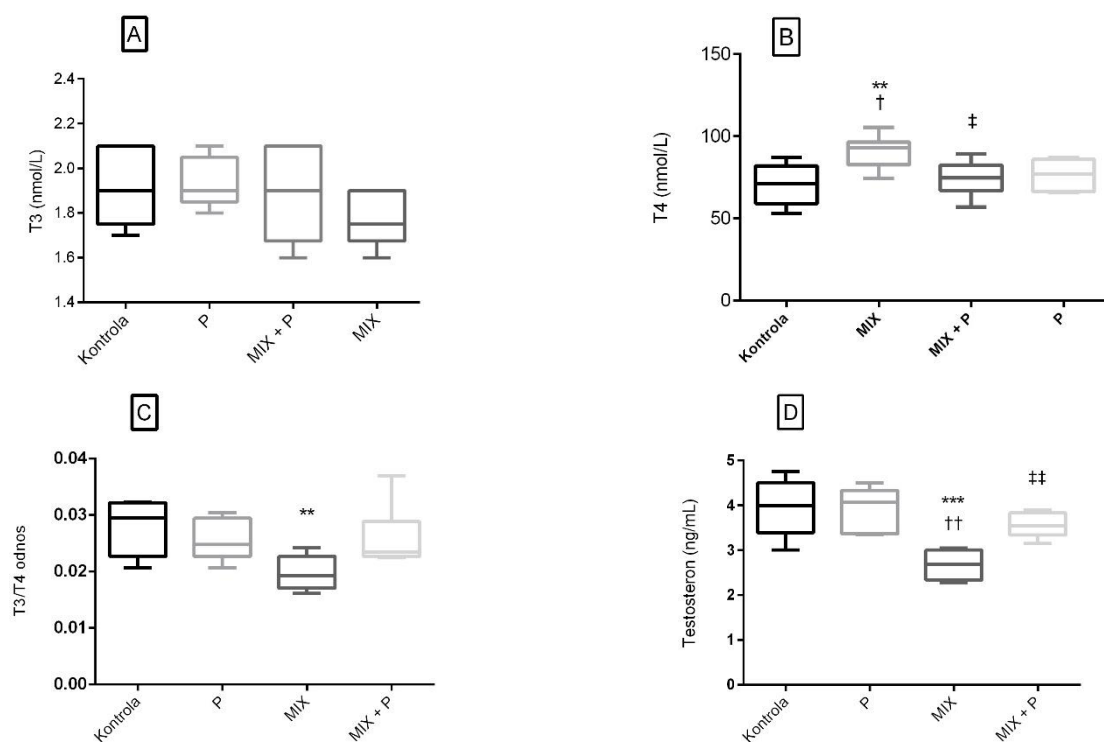 A
T3 (nmol/L)
2.4
2.2
2.0
1.8
1.6
1.4
Kontrola
P
MIX + P
MIX
B
T4 (nmol/L)
150
100
50
0
**
†
‡
Kontrola
MIX
MIX + P
P
C
T3/T4 odnos
0.04
0.03
0.02
0.01
0.00
**
Kontrola
P
MIX
MIX + P
D
Testosteron (ng/mL)
5
4
3
2
1
0
***
††
‡‡
Kontrola
P
MIX
MIX + P